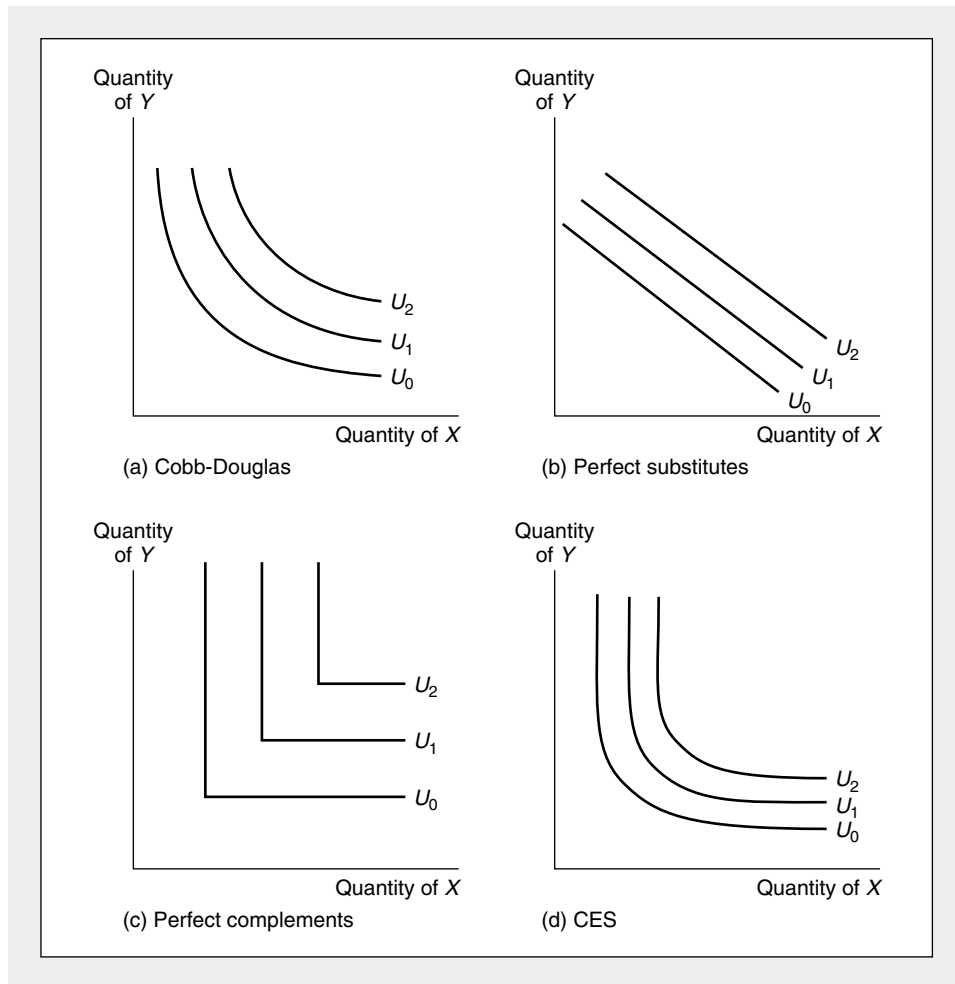 Quantity
of Y
U₂
U₁
U₀
Quantity of X
(a) Cobb-Douglas
Quantity
of Y
U₂
U₁
U₀
Quantity of X
(b) Perfect substitutes
Quantity
of Y
U₂
U₁
U₀
Quantity of X
(c) Perfect complements
Quantity
of Y
U₂
U₁
U₀
Quantity of X
(d) CES